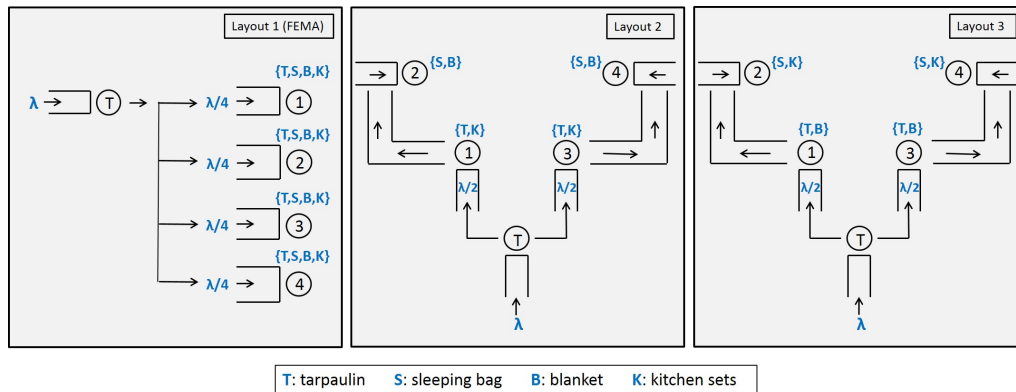 Layout 1 (FEMA)
{T,S,B,K}
λ T λ/4 1
{T,S,B,K}
λ/4 2
{T,S,B,K}
λ/4 3
{T,S,B,K}
λ/4 4
Layout 2
2 {S,B} {S,B} 4
{T,K} {T,K}
1 3
λ/2 λ/2
T
λ
Layout 3
2 {S,K} {S,K} 4
{T,B} {T,B}
1 3
λ/2 λ/2
T
λ
T: tarpaulin S: sleeping bag B: blanket K: kitchen sets